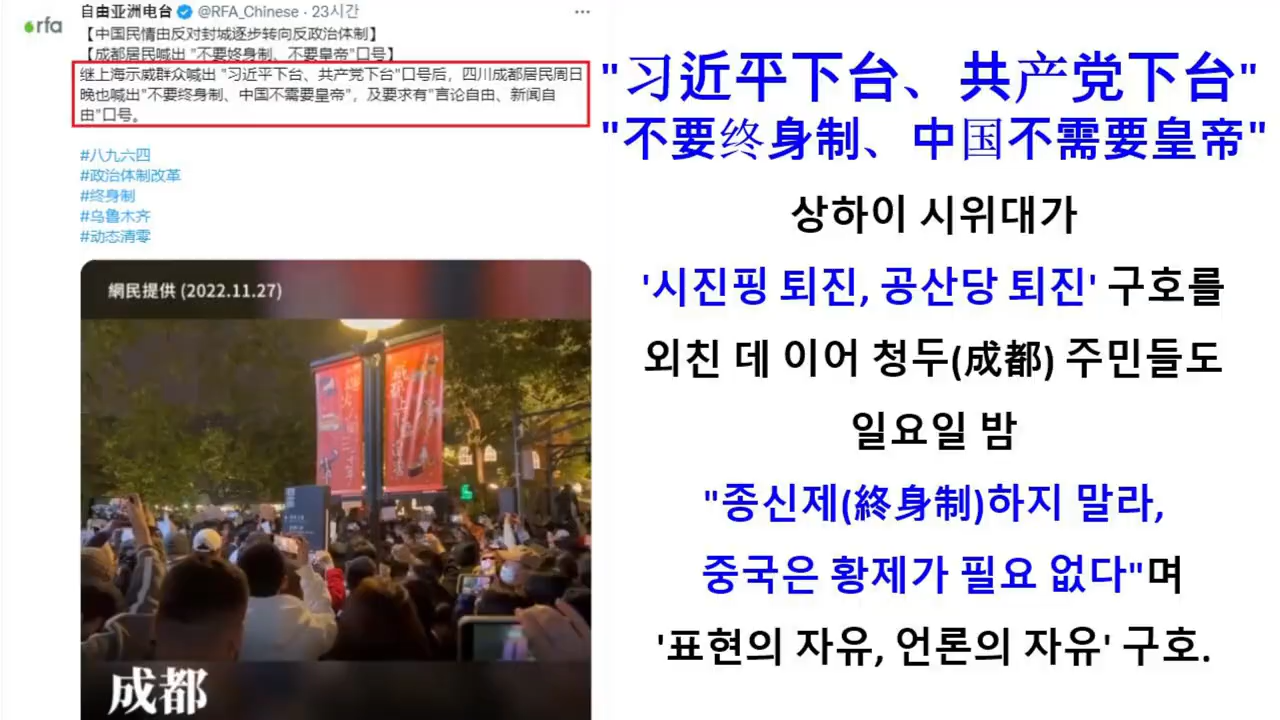 rfa
自由亚洲电台 @RFA_Chinese · 23시간
【中国民情由反对封城逐步转向反政治体制】
【成都居民喊出 "不要终身制、不要皇帝"口号】
继上海示威群众喊出 "习近平下台、共产党下台"口号后，四川成都居民周日
晚也喊出"不要终身制、中国不需要皇帝"，及要求有"言论自由、新闻自
由"口号。
#八九六四
#政治体制改革
#终身制
#乌鲁木齐
#动态清零
網民提供 (2022.11.27)
成都
"习近平下台、共产党下台"
"不要终身制、中国不需要皇帝"
상하이 시위대가
'시진핑 퇴진, 공산당 퇴진' 구호를
외친 데 이어 청두(成都) 주민들도
일요일 밤
"종신제(終身制)하지 말라,
중국은 황제가 필요 없다"며
'표현의 자유, 언론의 자유' 구호.